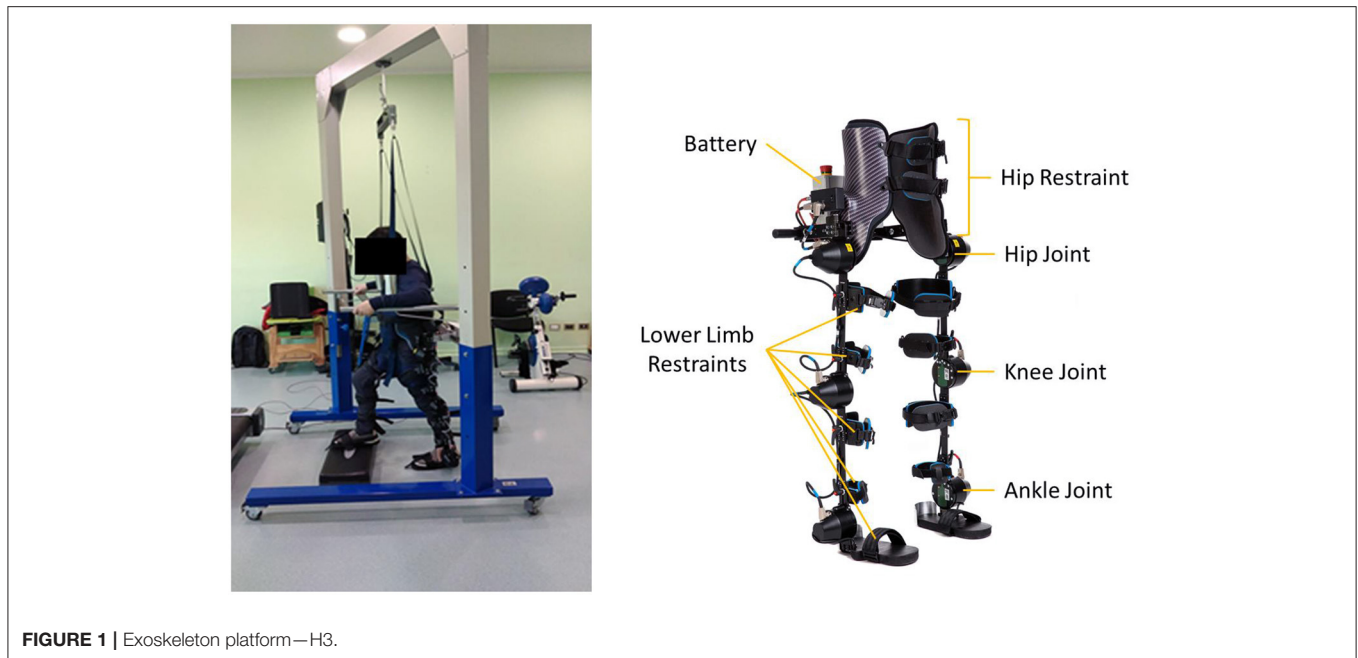 Battery
Hip Restraint
Hip Joint
Lower Limb
Restraints
Knee Joint
Ankle Joint
FIGURE 1 | Exoskeleton platform—H3.